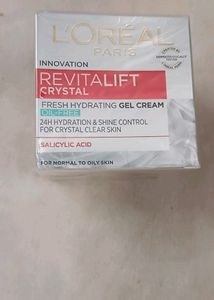 L'ORÉAL
PARIS
INNOVATION
REVITALIFT
CRYSTAL
FRESH HYDRATING GEL CREAM
OIL-FREE
24H HYDRATION & SHINE CONTROL
FOR CRYSTAL CLEAR SKIN
SALICYLIC ACID
FOR NORMAL TO OILY SKIN